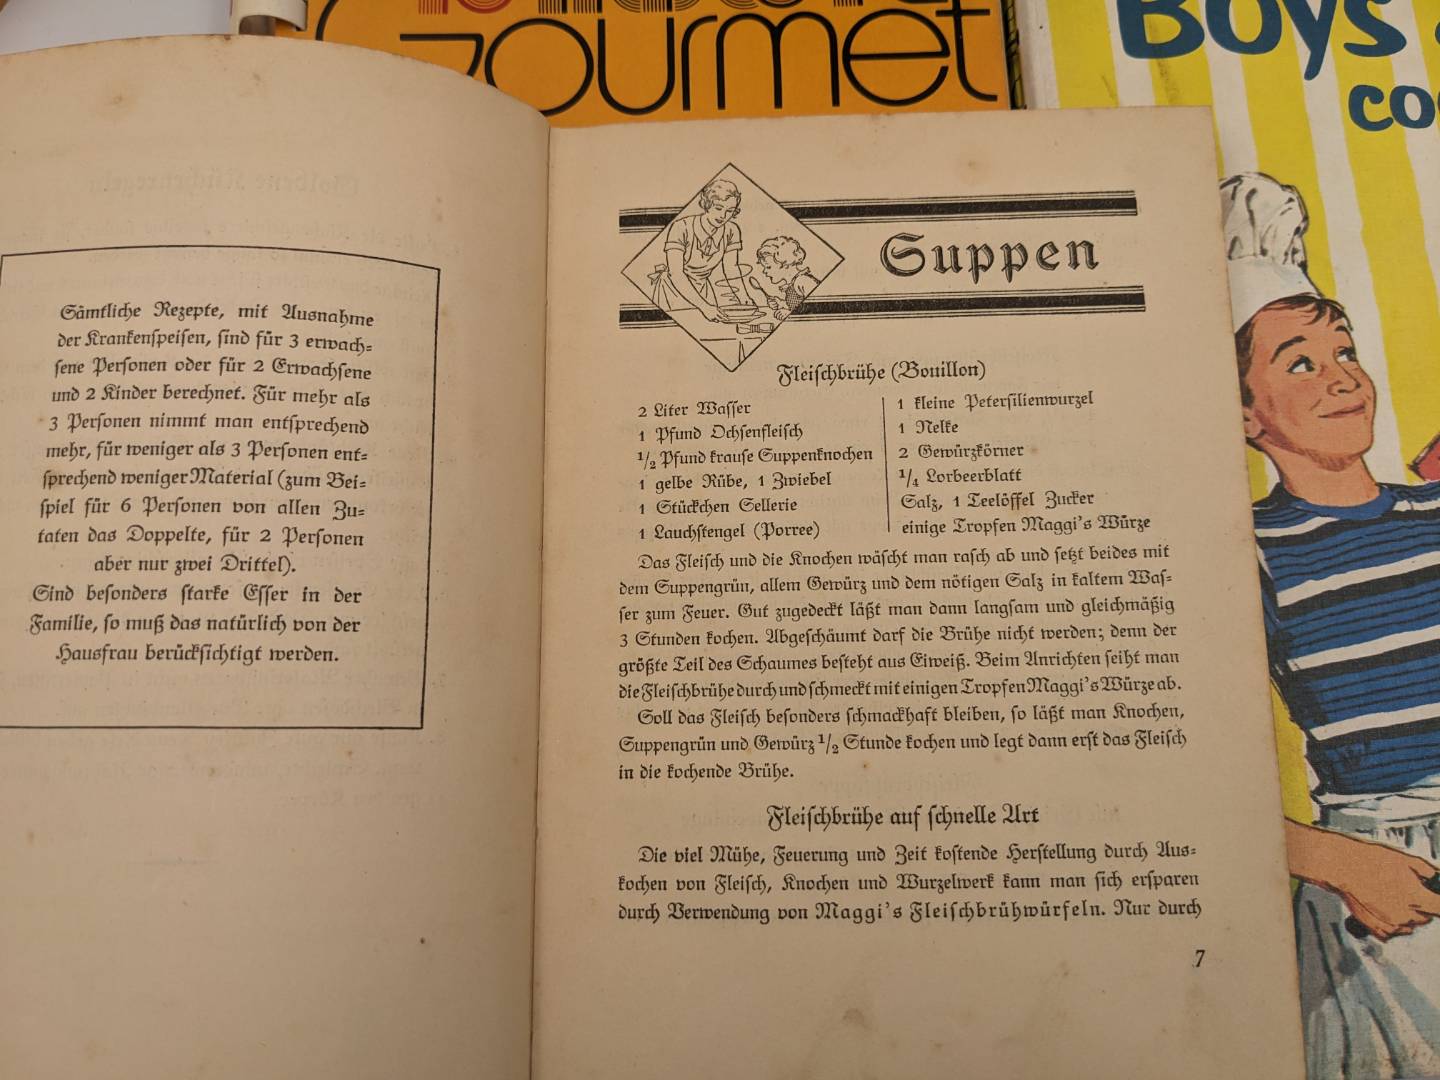 Gourmet
Boys
co
Sämtliche Rezepte, mit Ausnahme
der Krankenspeisen, sind für 3 erwach=
sene Personen oder für 2 Erwachsene
und 2 Kinder berechnet. Für mehr als
3 Personen nimmt man entsprechend
mehr, für weniger als 3 Personen ent=
sprechend weniger Material (zum Bei=
spiel für 6 Personen von allen Zu=
taten das Doppelte, für 2 Personen
aber nur zwei Drittel).
Sind besonders starke Esser in der
Familie, so muß das natürlich von der
Hausfrau berücksichtigt werden.
Suppen
Fleischbrühe (Bouillon)
2 Liter Wasser
1 Pfund Ochsenfleisch
1/2 Pfund krause Suppenknochen
1 gelbe Rübe, 1 Zwiebel
1 Stückchen Sellerie
1 Lauchstengel (Porree)
1 kleine Petersilienwurzel
1 Nelke
2 Gewürzkörner
1/4 Lorbeerblatt
Salz, 1 Teelöffel Zucker
einige Tropfen Maggi's Würze
Das Fleisch und die Knochen wäscht man rasch ab und setzt beides mit
dem Suppengrün, allem Gewürz und dem nötigen Salz in kaltem Was=
ser zum Feuer. Gut zugedeckt läßt man dann langsam und gleichmäßig
3 Stunden kochen. Abgeschäumt darf die Brühe nicht werden; denn der
größte Teil des Schaumes besteht aus Eiweiß. Beim Anrichten seiht man
die Fleischbrühe durch und schmeckt mit einigen Tropfen Maggi's Würze ab.
Soll das Fleisch besonders schmackhaft bleiben, so läßt man Knochen,
Suppengrün und Gewürz 1/2 Stunde kochen und legt dann erst das Fleisch
in die kochende Brühe.
Fleischbrühe auf schnelle Art
Die viel Mühe, Feuerung und Zeit kostende Herstellung durch Aus=
kochen von Fleisch, Knochen und Wurzelwerk kann man sich ersparen
durch Verwendung von Maggi's Fleischbrühwürfeln. Nur durch
7